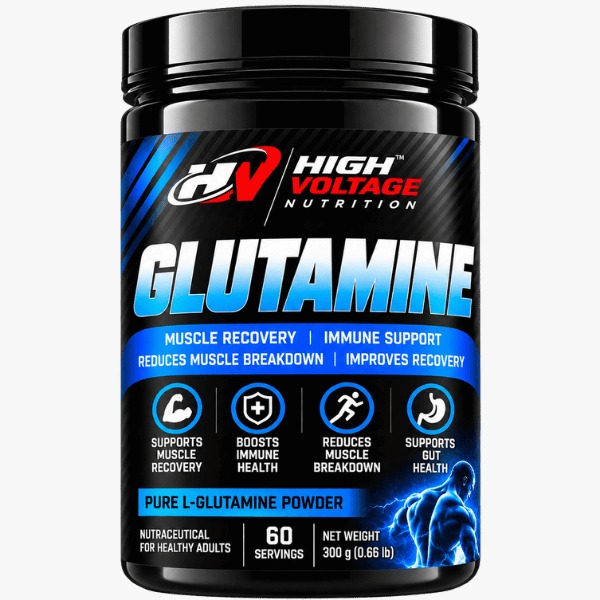 HV HIGH™
VOLTAGE
NUTRITION
GLUTAMINE
MUSCLE RECOVERY | IMMUNE SUPPORT
REDUCES MUSCLE BREAKDOWN | IMPROVES RECOVERY
SUPPORTS
MUSCLE
RECOVERY
BOOSTS
IMMUNE
HEALTH
REDUCES
MUSCLE
BREAKDOWN
SUPPORTS
GUT
HEALTH
PURE L-GLUTAMINE POWDER
NUTRACEUTICAL
FOR HEALTHY ADULTS
60
SERVINGS
NET WEIGHT
300 g (0.66 lb)